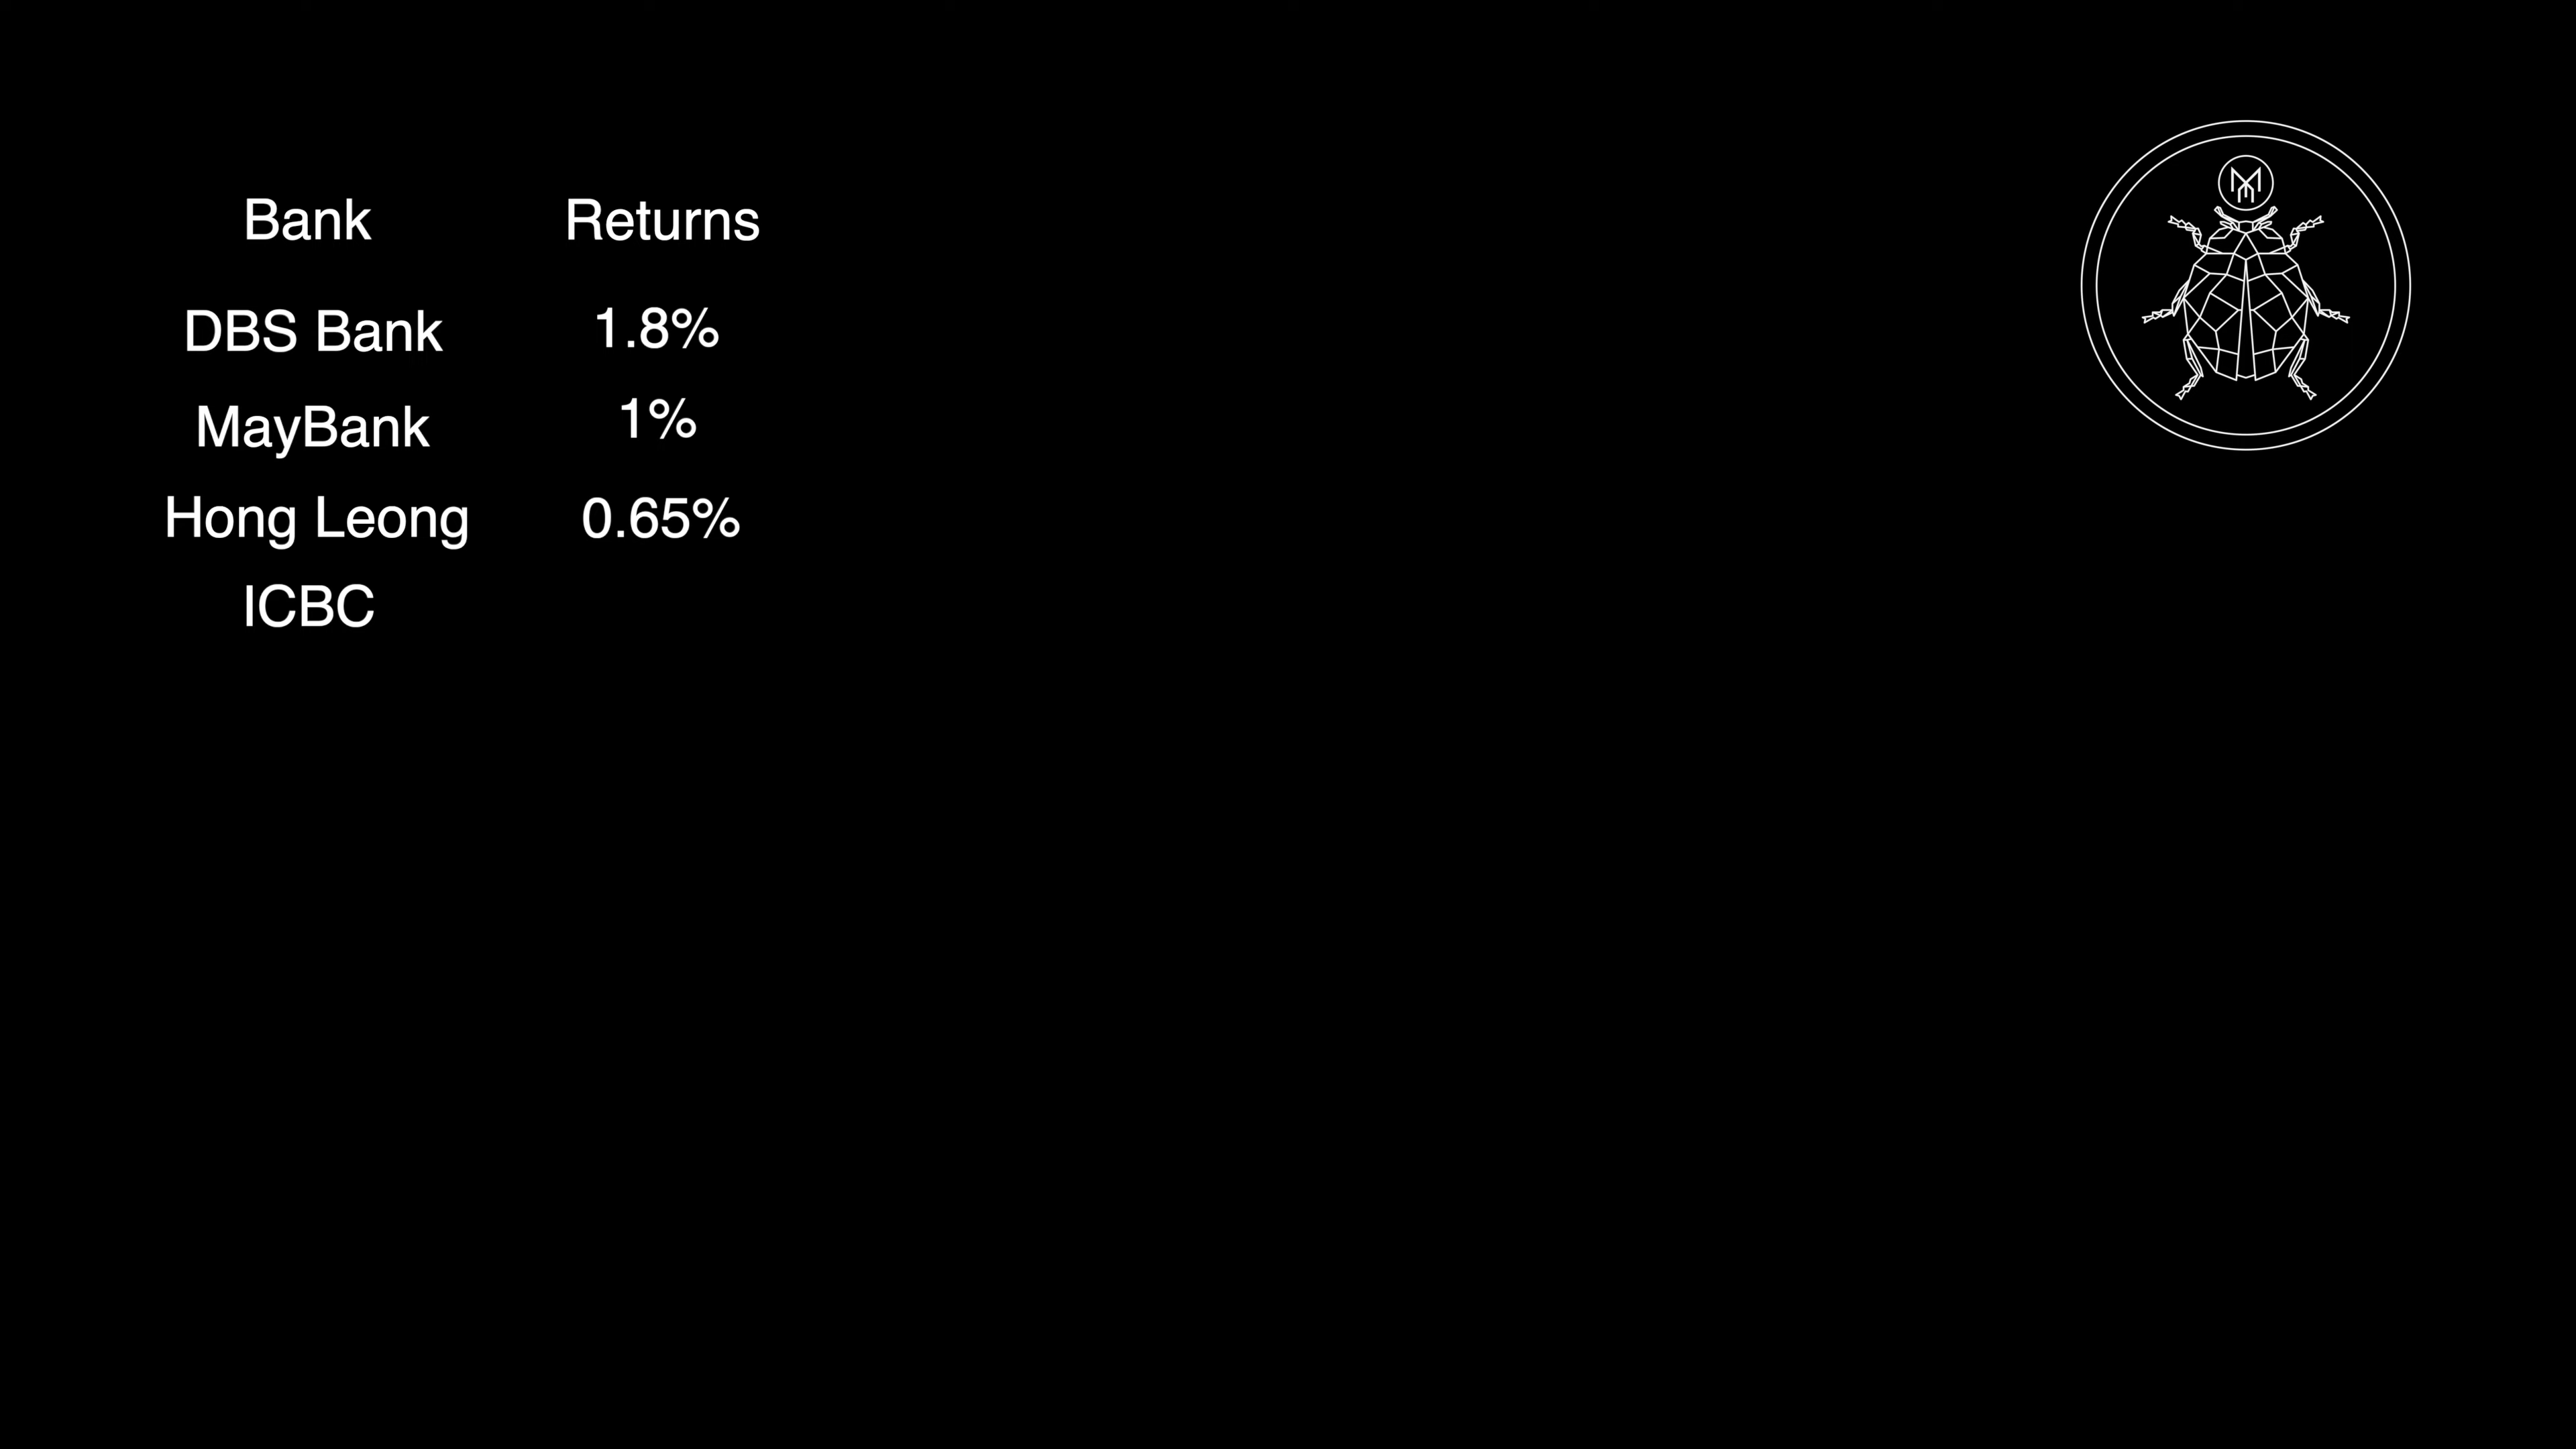 Bank Returns
DBS Bank 1.8%
MayBank 1%
Hong Leong 0.65%
ICBC